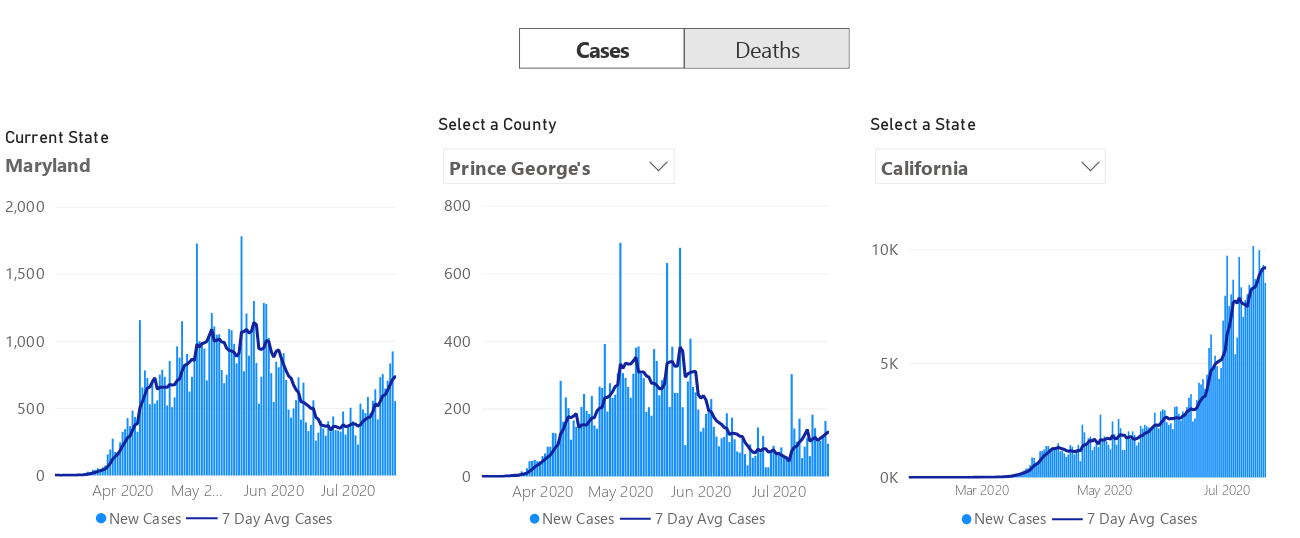 Cases Deaths
Current State
Maryland
2,000
1,500
1,000
500
0
Apr 2020 May 2... Jun 2020 Jul 2020
New Cases 7 Day Avg Cases
Select a County
Prince George's
800
600
400
200
0
Apr 2020 May 2020 Jun 2020 Jul 2020
New Cases 7 Day Avg Cases
Select a State
California
10K
5K
0K
Mar 2020 May 2020 Jul 2020
New Cases 7 Day Avg Cases